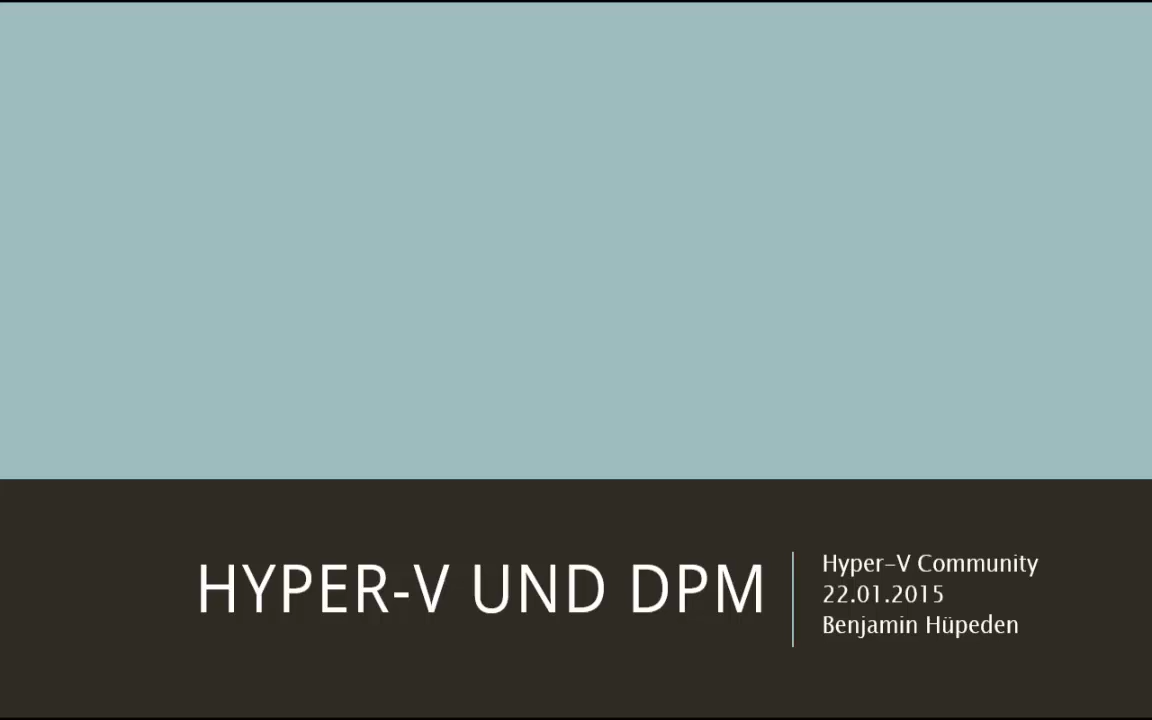 HYPER-V UND DPM
Hyper-V Community
22.01.2015
Benjamin Hüpeden